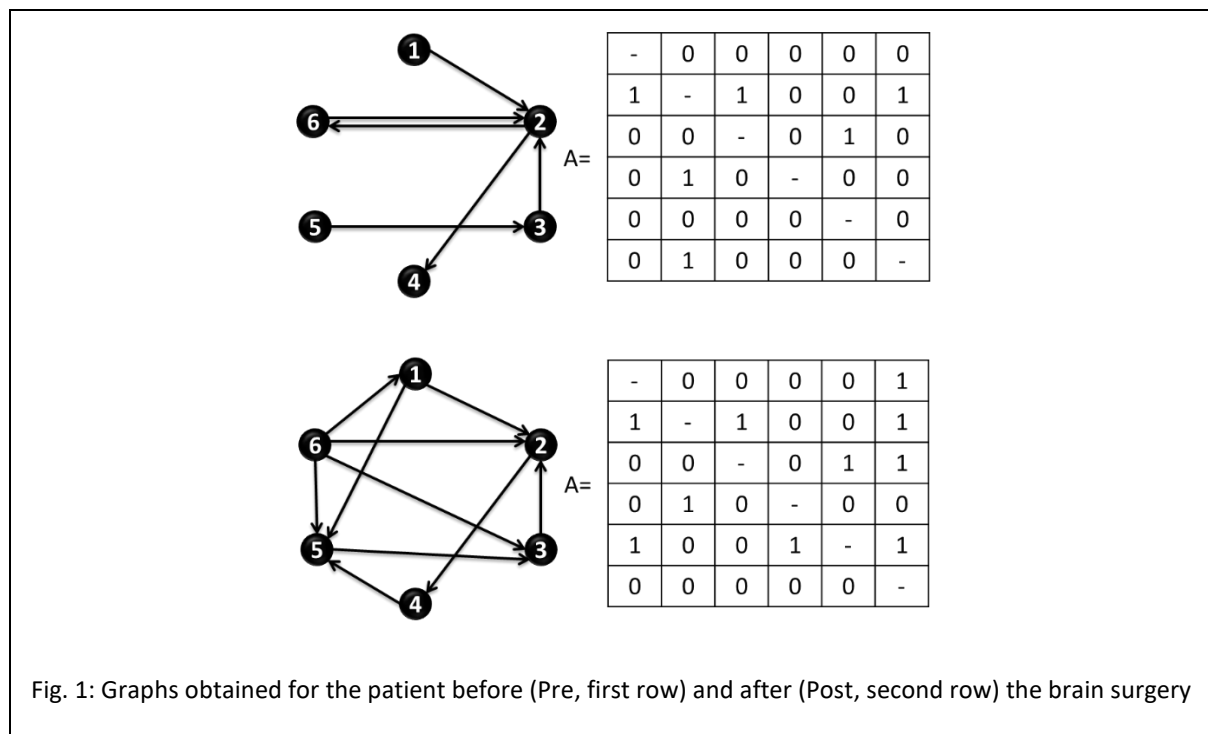 1
6
2
5
3
4
A=
- 0 0 0 0 0
1 - 1 0 0 1
0 0 - 0 1 0
0 1 0 - 0 0
0 0 0 0 - 0
0 1 0 0 0 -
1
6
2
5
3
4
A=
- 0 0 0 0 1
1 - 1 0 0 1
0 0 - 0 1 1
0 1 0 - 0 0
1 0 0 1 - 1
0 0 0 0 0 -
Fig. 1: Graphs obtained for the patient before (Pre, first row) and after (Post, second row) the brain surgery